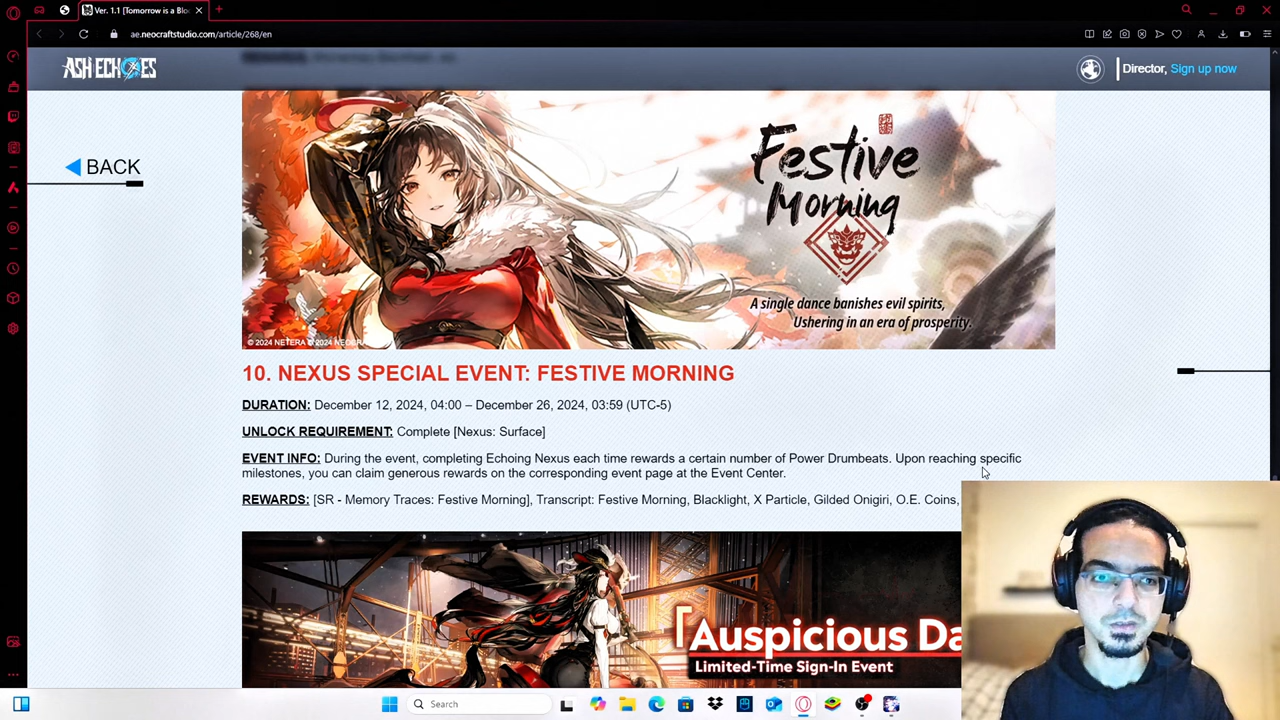 Ver. 1.1 [Tomorrow is a Blo
ae.neocraftstudio.com/article/268/en
ASH ECHOES
Director, Sign up now
BACK
Festive
Morning
A single dance banishes evil spirits,
Ushering in an era of prosperity.
10. NEXUS SPECIAL EVENT: FESTIVE MORNING
DURATION: December 12, 2024, 04:00 – December 26, 2024, 03:59 (UTC-5)
UNLOCK REQUIREMENT: Complete [Nexus: Surface]
EVENT INFO: During the event, completing Echoing Nexus each time rewards a certain number of Power Drumbeats. Upon reaching specific
milestones, you can claim generous rewards on the corresponding event page at the Event Center.
REWARDS: [SR - Memory Traces: Festive Morning], Transcript: Festive Morning, Blacklight, X Particle, Gilded Onigiri, O.E. Coins,
「Auspicious Da
Limited-Time Sign-In Event
Search